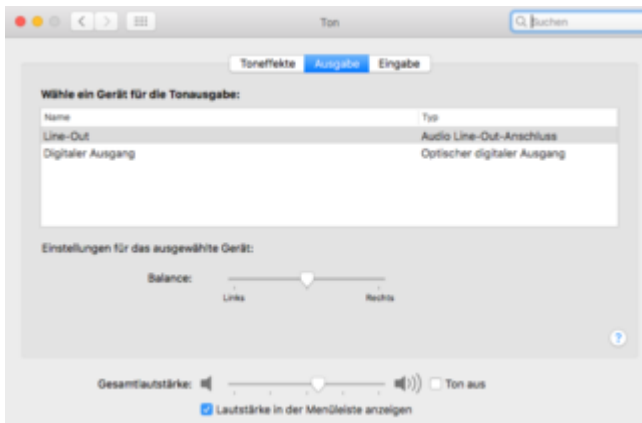 Ton
Suchen
Toneffekte Ausgabe Eingabe
Wähle ein Gerät für die Tonausgabe:
Name Typ
Line-Out Audio Line-Out-Anschluss
Digitaler Ausgang Optischer digitaler Ausgang
Einstellungen für das ausgewählte Gerät:
Balance:
Links Rechts
?
Gesamtlautstärke: Ton aus
Lautstärke in der Menüleiste anzeigen